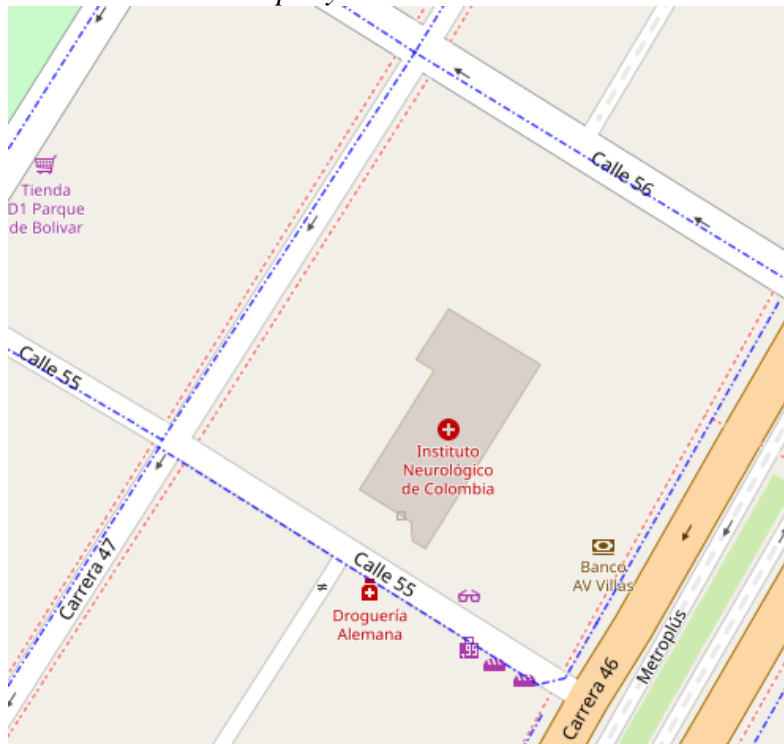 Calle 56
Tienda
D1 Parque
de Bolivar
Calle 55
Instituto
Neurológico
de Colombia
Carrera 47
Calle 55
Banco
AV Villas
Droguería
Alemana
.99
Metroplús
Carrera 46